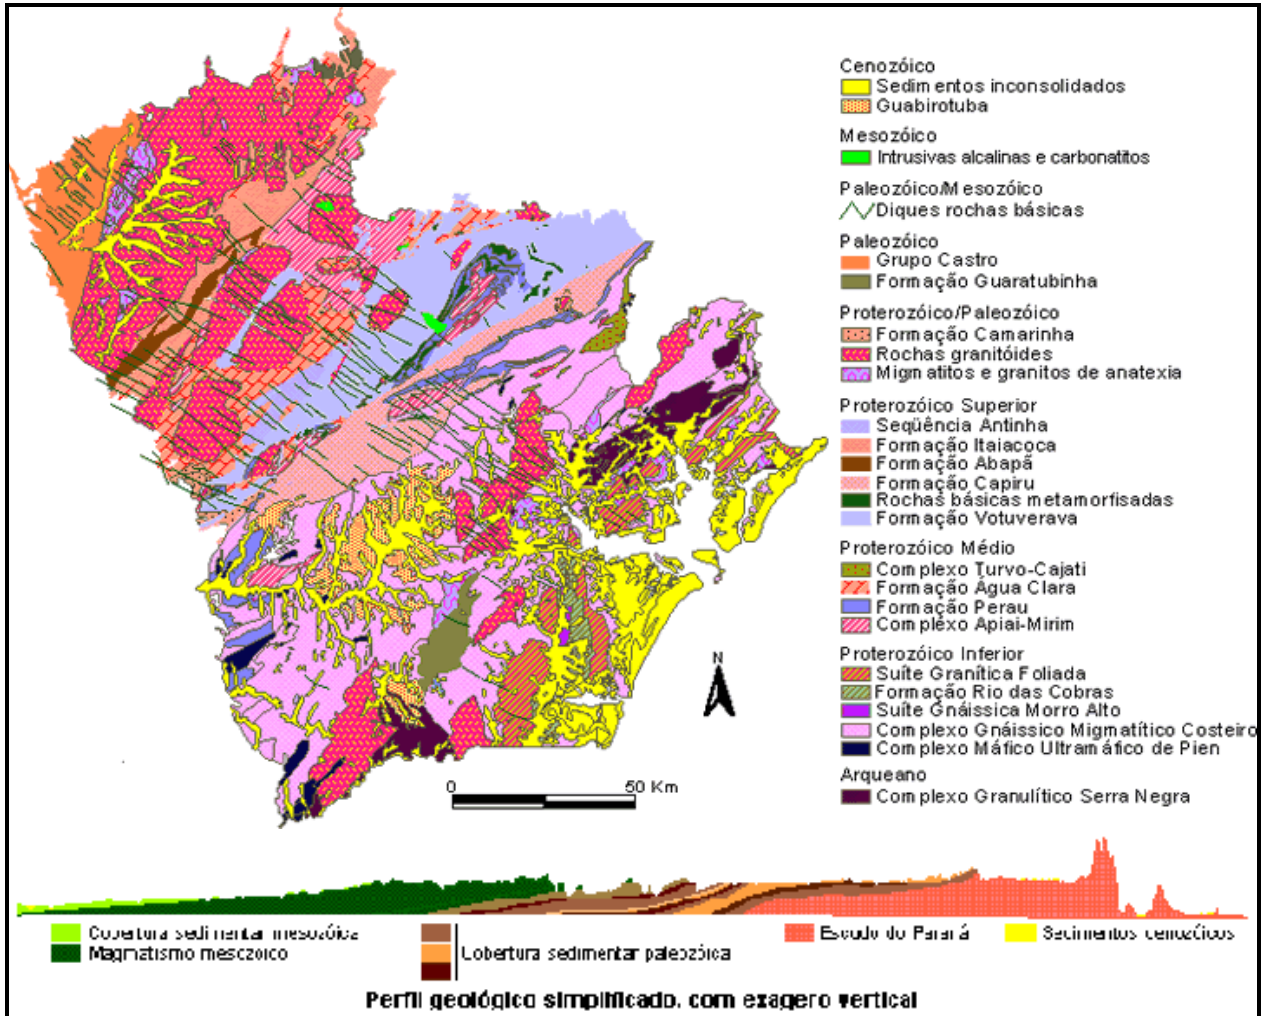 Cenozóico
Sedimentos inconsolidados
Guabirotuba
Mesozóico
Intrusivas alcalinas e carbonatitos
Paleozóico/Mesozóico
Diques rochas básicas
Paleozóico
Grupo Castro
Formação Guaratubinha
Proterozóico/Paleozóico
Formação Camarinha
Rochas granitóides
Migmatitos e granitos de anatexia
Proterozóico Superior
Seqüência Antinha
Formação Itaiacoca
Formação Abapã
Formação Capiru
Rochas básicas metamorfisadas
Formação Votuverava
Proterozóico Médio
Complexo Turvo-Cajati
Formação Água Clara
Formação Perau
Complexo Apiai-Mirim
Proterozóico Inferior
Suíte Granítica Foliada
Formação Rio das Cobras
Suíte Gnáissica Morro Alto
Complexo Gnáissico Migmatítico Costeiro
Complexo Máfico Ultramáfico de Pien
Arqueano
Complexo Granulítico Serra Negra
N
0 50 Km
Cobertura sedimentar mesozóica
Magmatismo mesozóico
Cobertura sedimentar paleozóica
Escudo do Paraná
Sedimentos cenozóicos
Perfil geológico simplificado, com exagero vertical